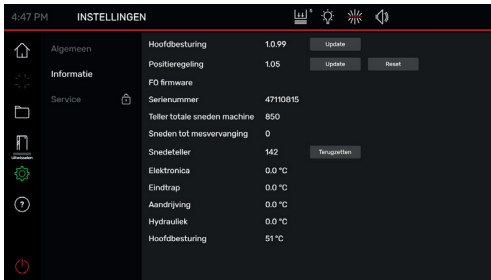 4:47 PM INSTELLINGEN
Algemeen
Informatie
Service
Uitwisselen
Hoofdbesturing 1.0.99 Update
Positieregeling 1.05 Update Reset
F0 firmware
Serienummer 47110815
Teller totale sneden machine 850
Sneden tot mesvervanging 0
Snedeteller 142 Terugzetten
Elektronica 0.0 °C
Eindtrap 0.0 °C
Aandrijving 0.0 °C
Hydrauliek 0.0 °C
Hoofdbesturing 51 °C